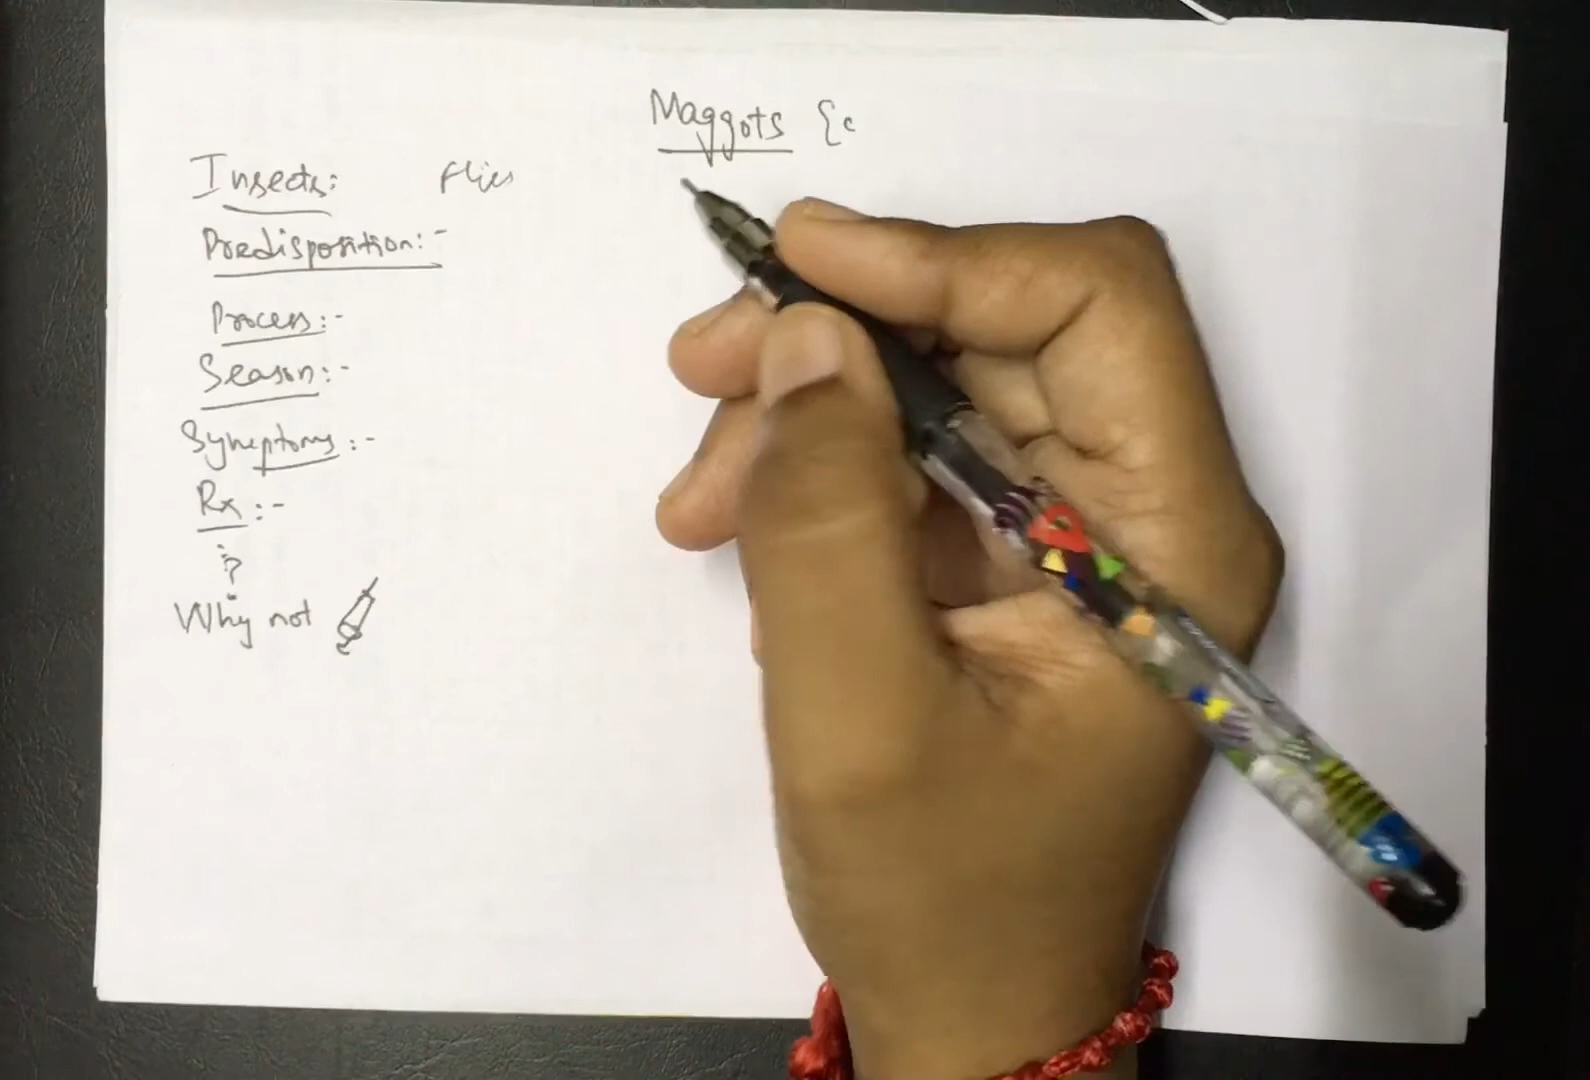 Maggots {c
Insects: flies
Predisposition:-
Process:-
Season:-
Symptoms:-
Rx:-
?
Why not